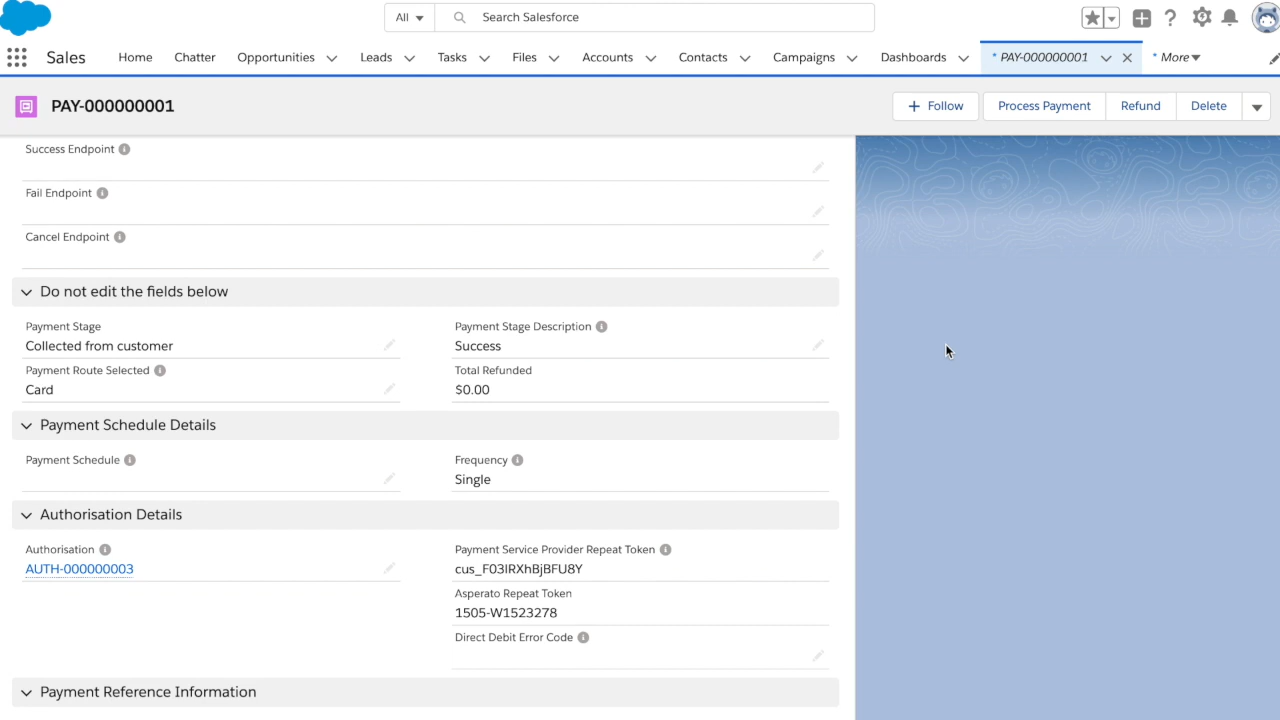 All
Search Salesforce
Sales Home Chatter Opportunities Leads Tasks Files Accounts Contacts Campaigns Dashboards * PAY-000000001 * More
PAY-000000001
Follow Process Payment Refund Delete
Success Endpoint
Fail Endpoint
Cancel Endpoint
Do not edit the fields below
Payment Stage
Collected from customer
Payment Stage Description
Success
Payment Route Selected
Card
Total Refunded
$0.00
Payment Schedule Details
Payment Schedule
Frequency
Single
Authorisation Details
Authorisation
AUTH-000000003
Payment Service Provider Repeat Token
cus_F03IRXhBjBFU8Y
Asperato Repeat Token
1505-W1523278
Direct Debit Error Code
Payment Reference Information